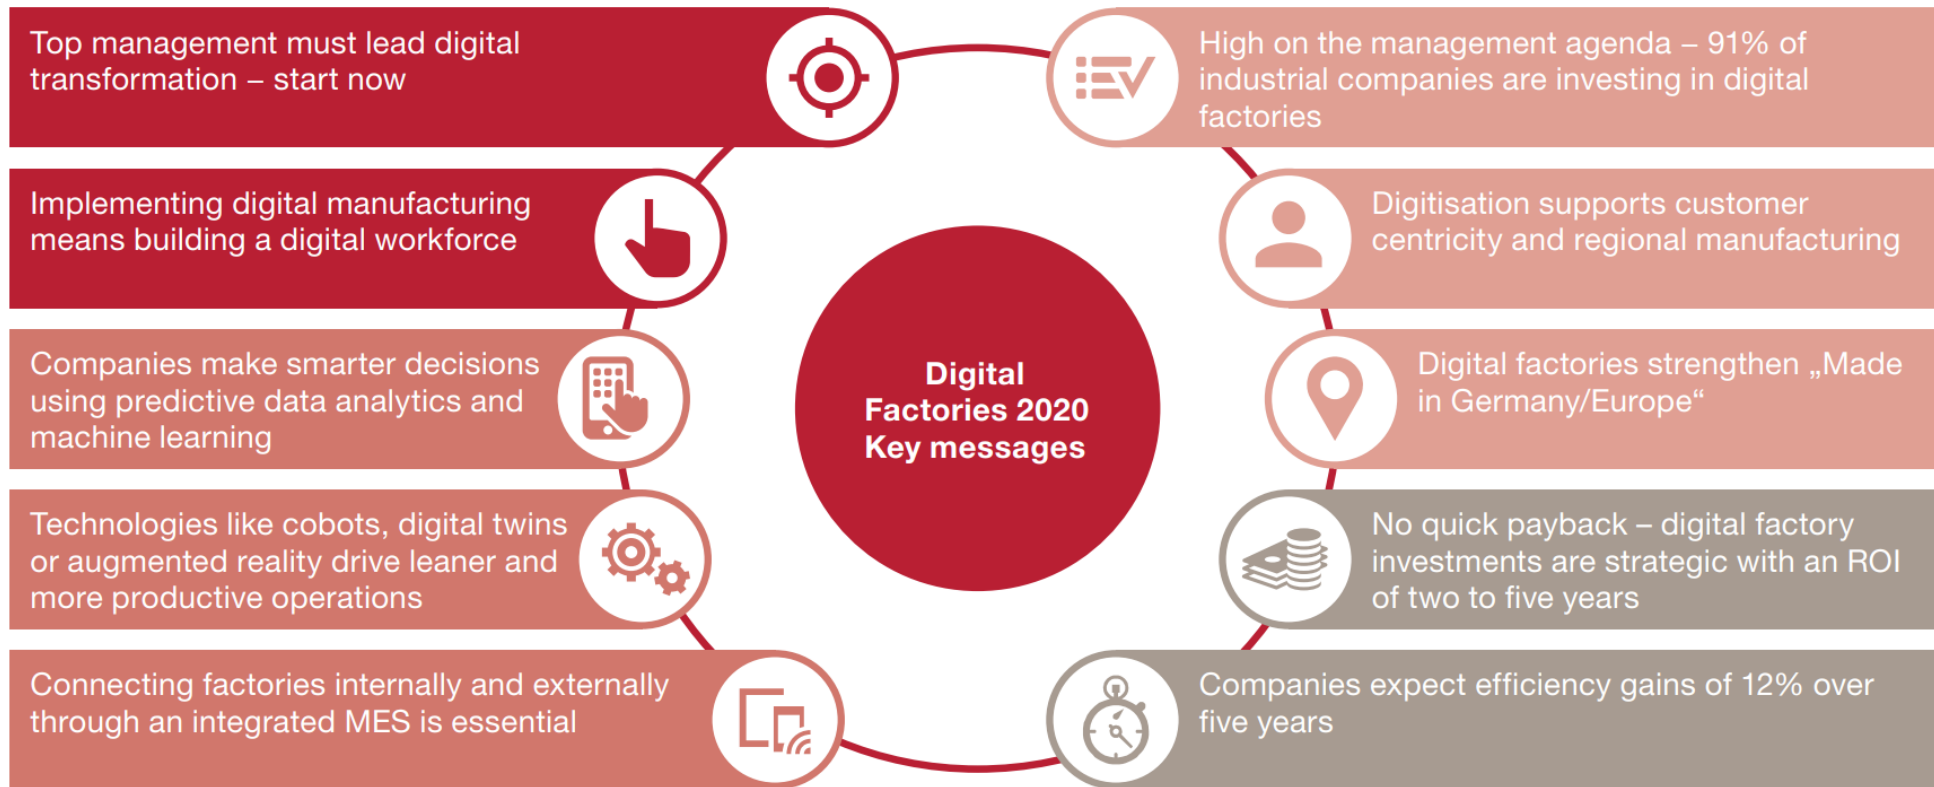 Top management must lead digital
transformation – start now
Implementing digital manufacturing
means building a digital workforce
Companies make smarter decisions
using predictive data analytics and
machine learning
Technologies like cobots, digital twins
or augmented reality drive leaner and
more productive operations
Connecting factories internally and externally
through an integrated MES is essential
Digital
Factories 2020
Key messages
High on the management agenda – 91% of
industrial companies are investing in digital
factories
Digitisation supports customer
centricity and regional manufacturing
Digital factories strengthen „Made
in Germany/Europe“
No quick payback – digital factory
investments are strategic with an ROI
of two to five years
Companies expect efficiency gains of 12% over
five years